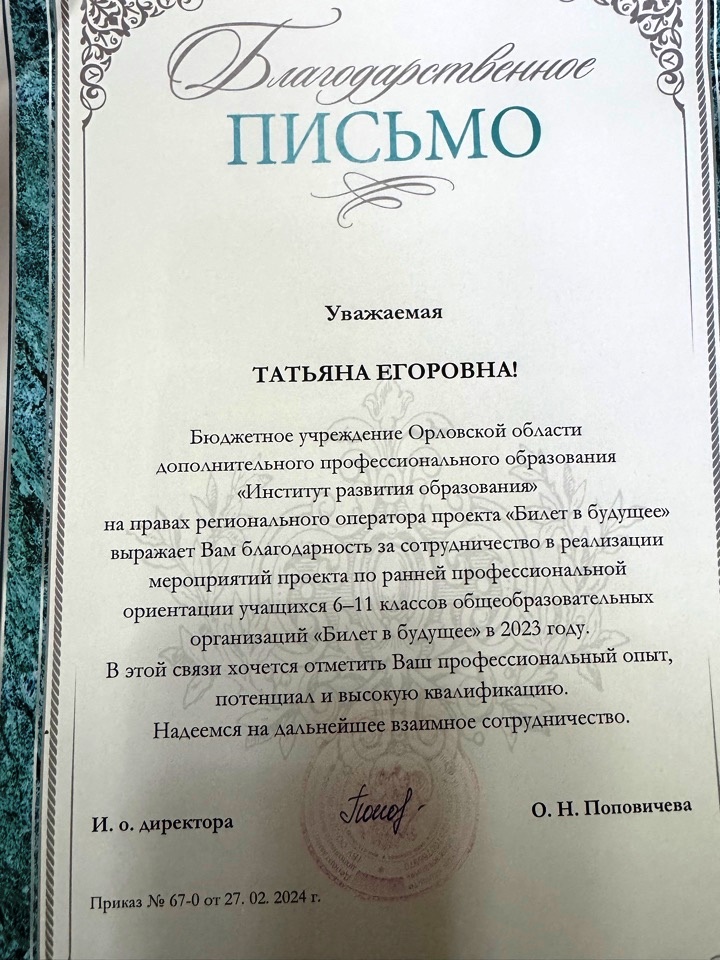 Благодарственное
ПИСЬМО
Уважаемая
ТАТЬЯНА ЕГОРОВНА!
Бюджетное учреждение Орловской области
дополнительного профессионального образования
«Институт развития образования»
на правах регионального оператора проекта «Билет в будущее»
выражает Вам благодарность за сотрудничество в реализации
мероприятий проекта по ранней профессиональной
ориентации учащихся 6–11 классов общеобразовательных
организаций «Билет в будущее» в 2023 году.
В этой связи хочется отметить Ваш профессиональный опыт,
потенциал и высокую квалификацию.
Надеемся на дальнейшее взаимное сотрудничество.
И. о. директора
О. Н. Поповичева
Приказ № 67-0 от 27. 02. 2024 г.